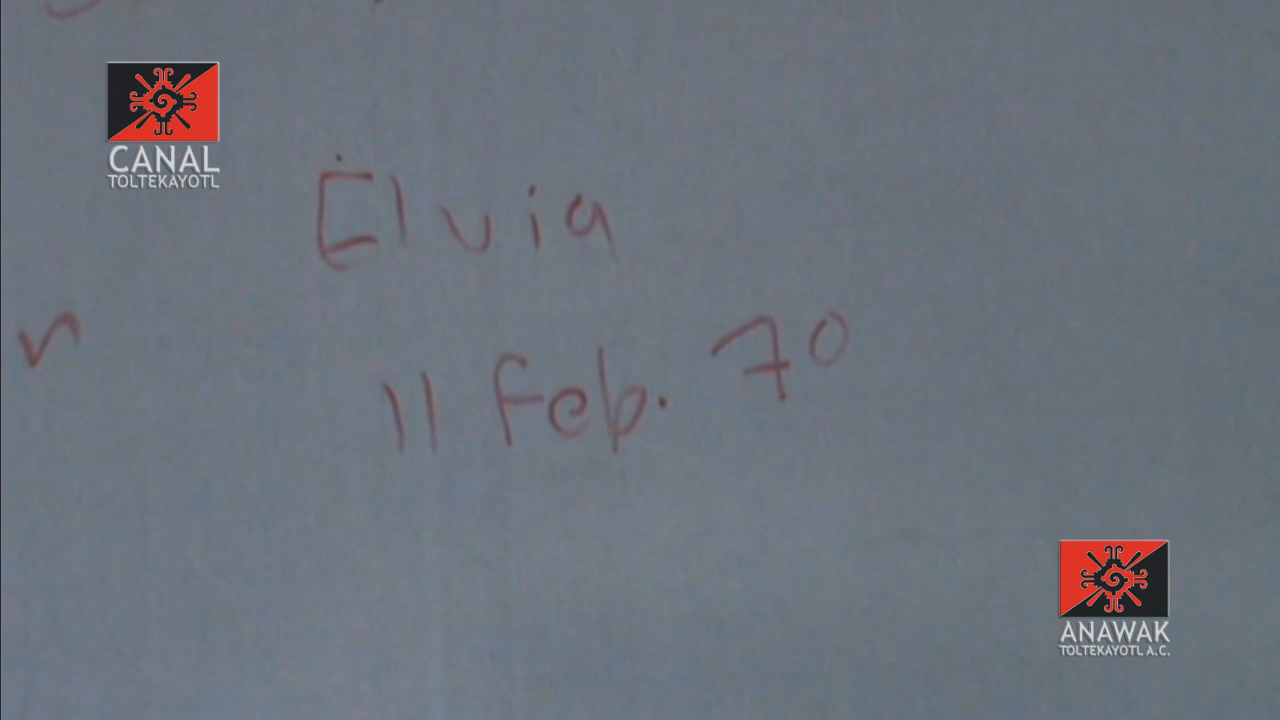 CANAL
TOLTEKAYOTL
Elvia
11 Feb. 70
ANAWAK
TOLTEKAYOTL A.C.